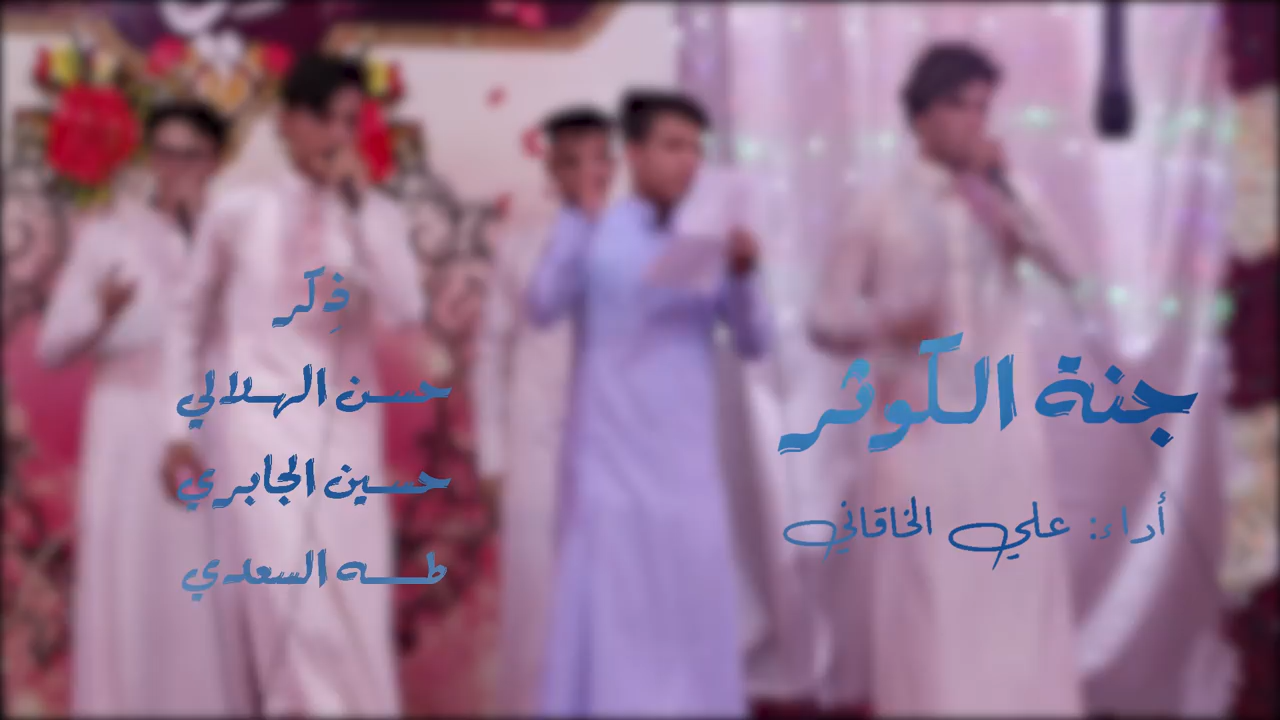 جنة الكوثر
أداء: علي الخاقاني
ذِكر
حسن الهلالي
حسين الجابري
طه السعدي